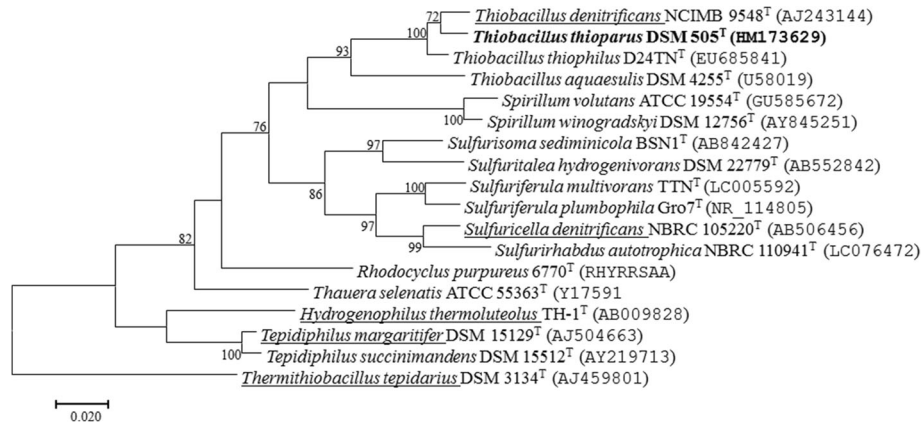 72 Thiobacillus denitrificans NCIMB 9548T (AJ243144)
100 Thiobacillus thioparus DSM 505T (HM173629)
93 Thiobacillus thiophilus D24TNT (EU685841)
Thiobacillus aquaesulis DSM 4255T (U58019)
Spirillum volutans ATCC 19554T (GU585672)
100 Spirillum winogradskyi DSM 12756T (AY845251)
76 97 Sulfurisoma sediminicola BSN1T (AB842427)
Sulfuritalea hydrogenivorans DSM 22779T (AB552842)
86 100 Sulfuriferula multivorans TTNT (LC005592)
Sulfuriferula plumbophila Gro7T (NR_114805)
97 Sulfuricella denitrificans NBRC 105220T (AB506456)
82 99 Sulfurirhabdus autotrophica NBRC 110941T (LC076472)
Rhodocyclus purpureus 6770T (RHYRRSAA)
Thauera selenatis ATCC 55363T (Y17591
Hydrogenophilus thermoluteolus TH-1T (AB009828)
Tepidiphilus margaritifer DSM 15129T (AJ504663)
100 Tepidiphilus succinimandens DSM 15512T (AY219713)
Thermithiobacillus tepidarius DSM 3134T (AJ459801)
0.020